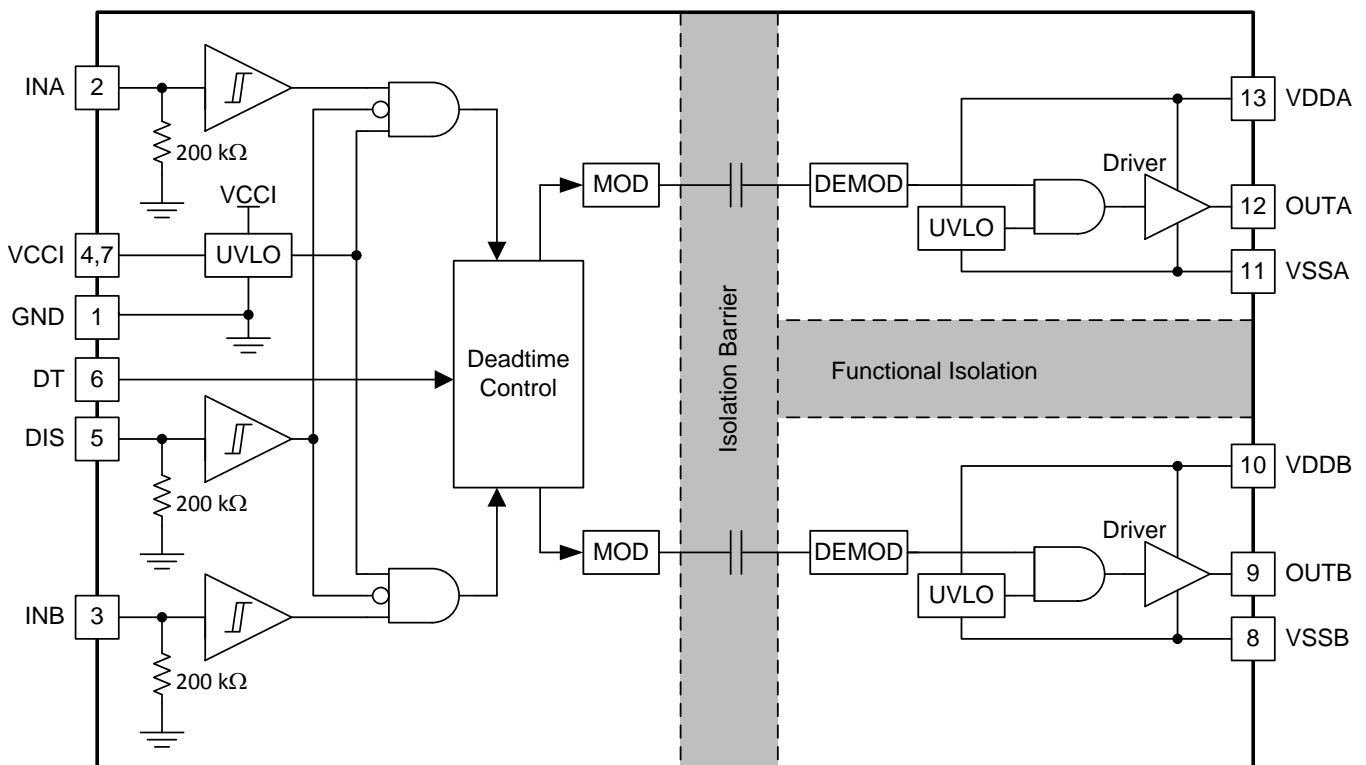 INA
2
200 kΩ
VCCI
VCCI
4,7
UVLO
GND
1
DT
6
DIS
5
200 kΩ
INB
3
200 kΩ
Deadtime
Control
MOD
MOD
Isolation Barrier
Functional Isolation
DEMOD
UVLO
Driver
13
VDDA
12
OUTA
11
VSSA
DEMOD
UVLO
Driver
10
VDDB
9
OUTB
8
VSSB